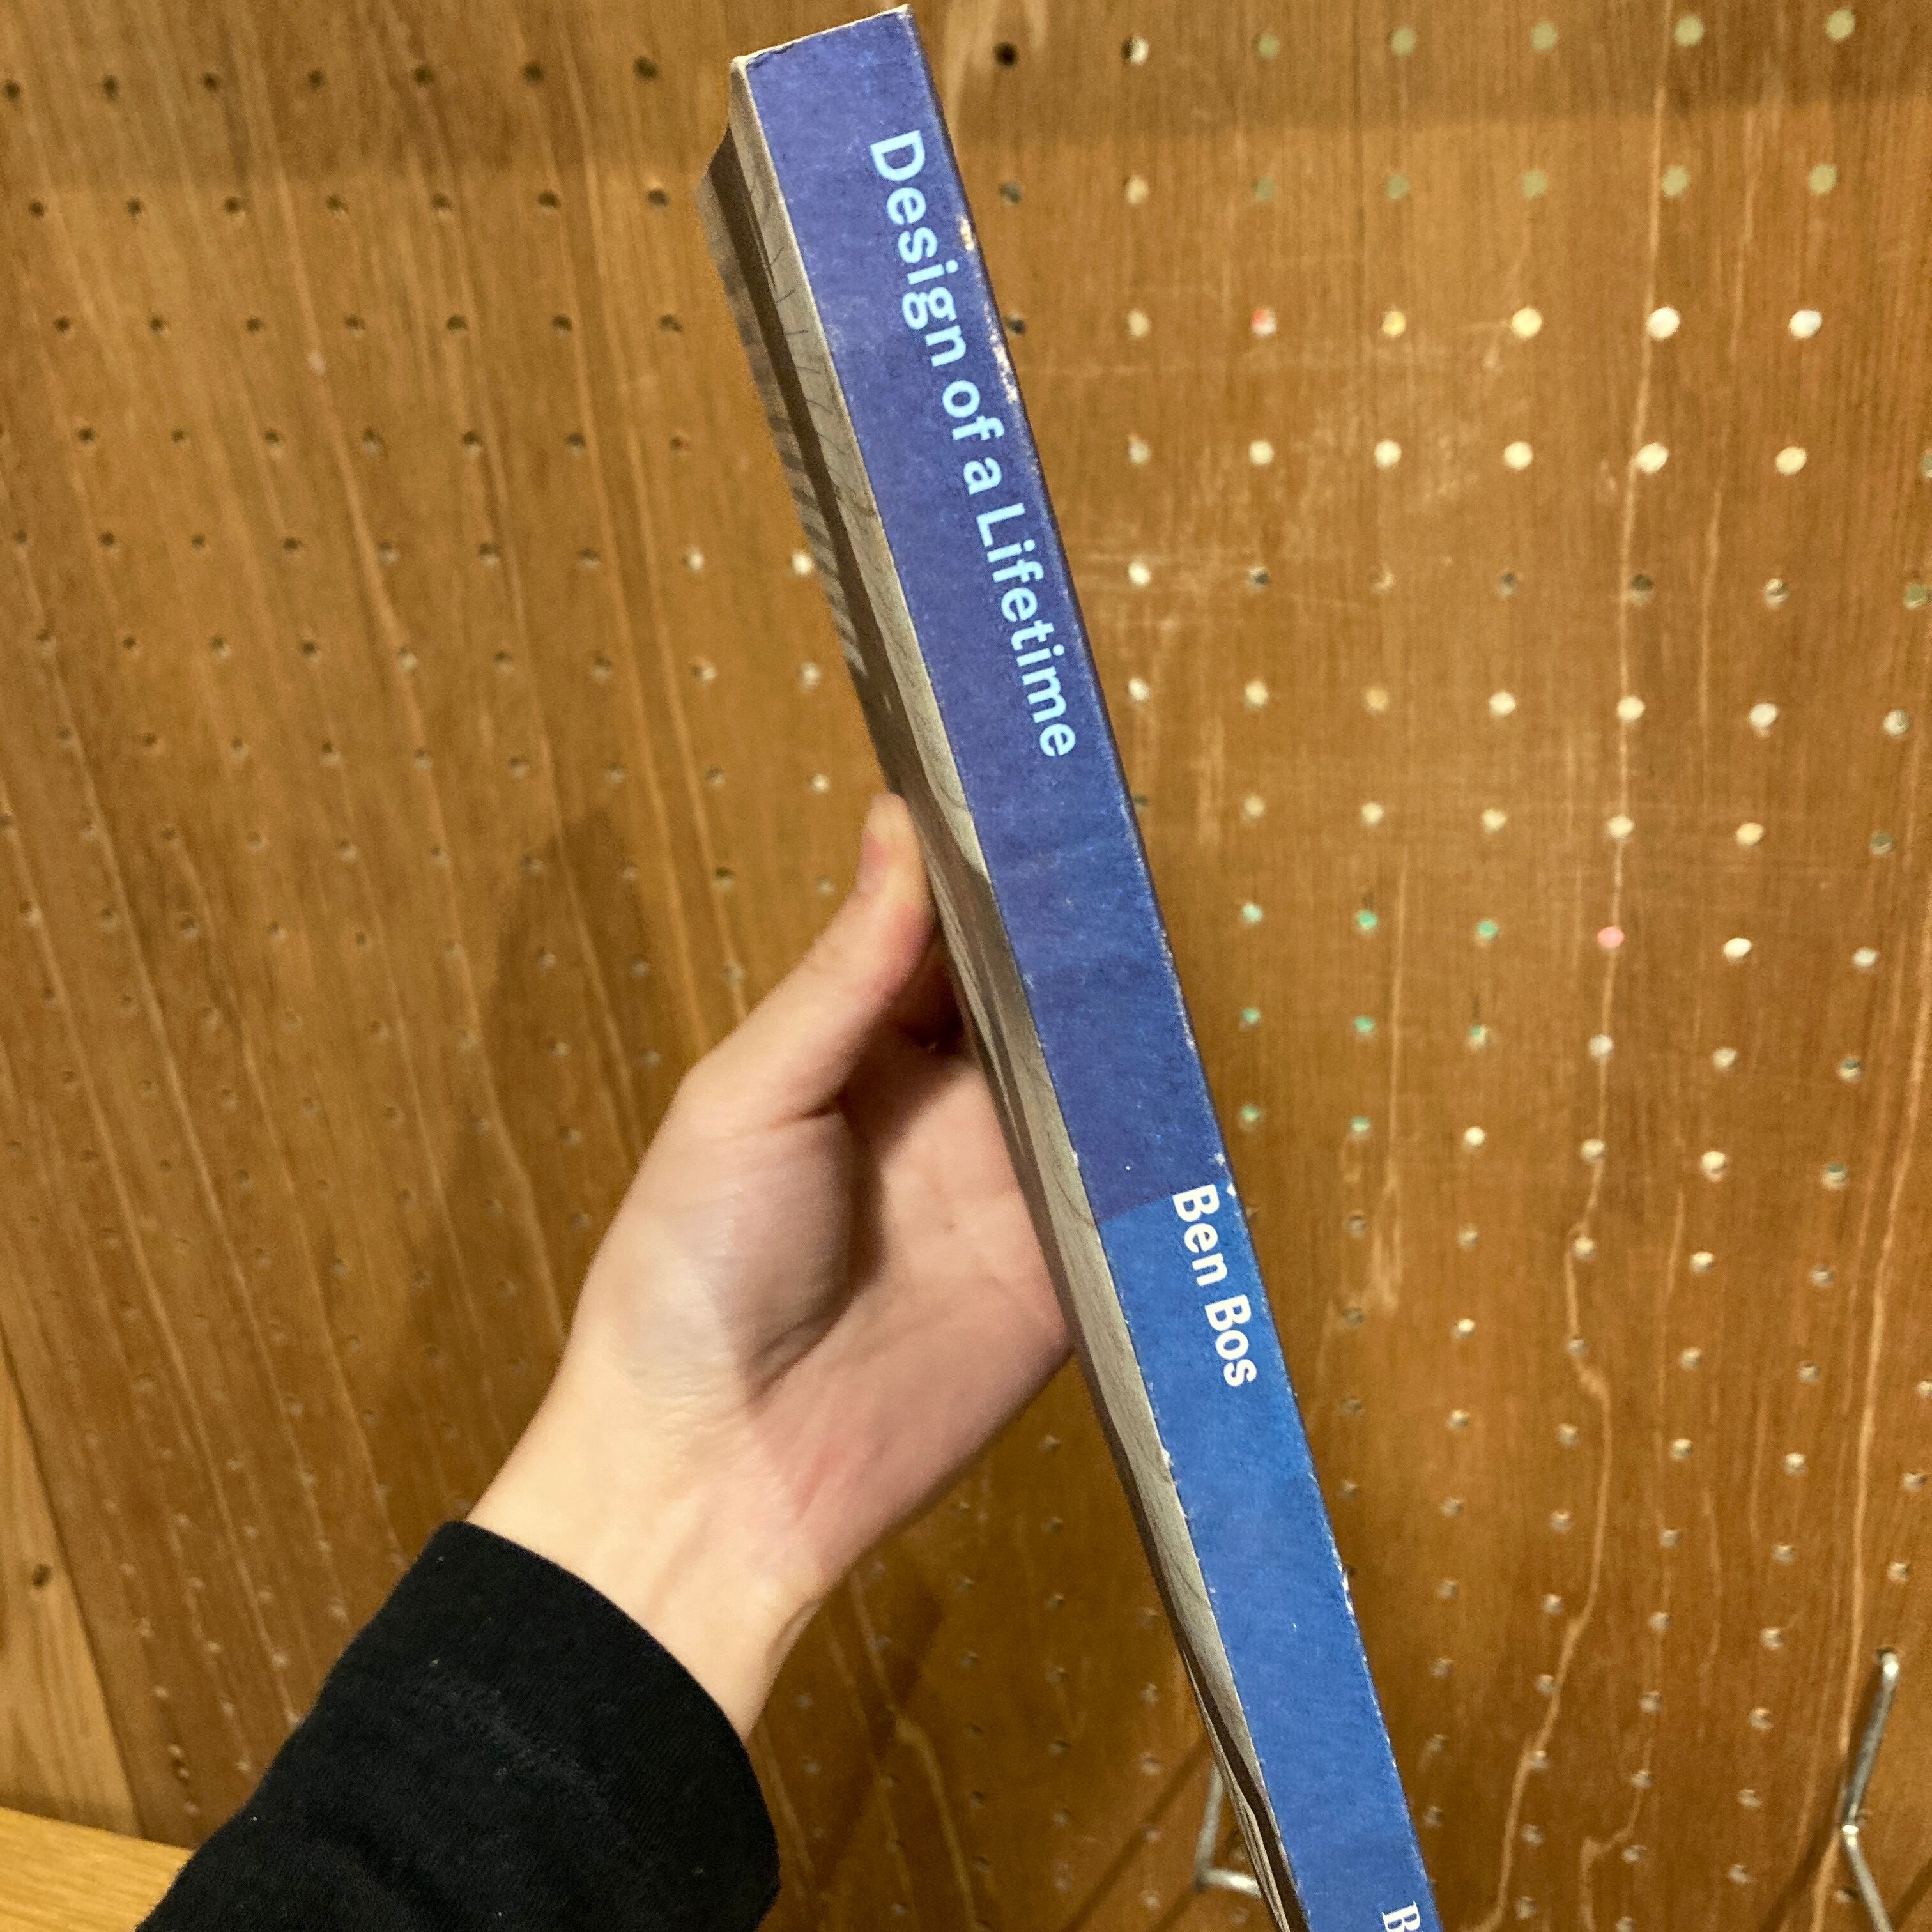 Design of a Lifetime
Ben Bos